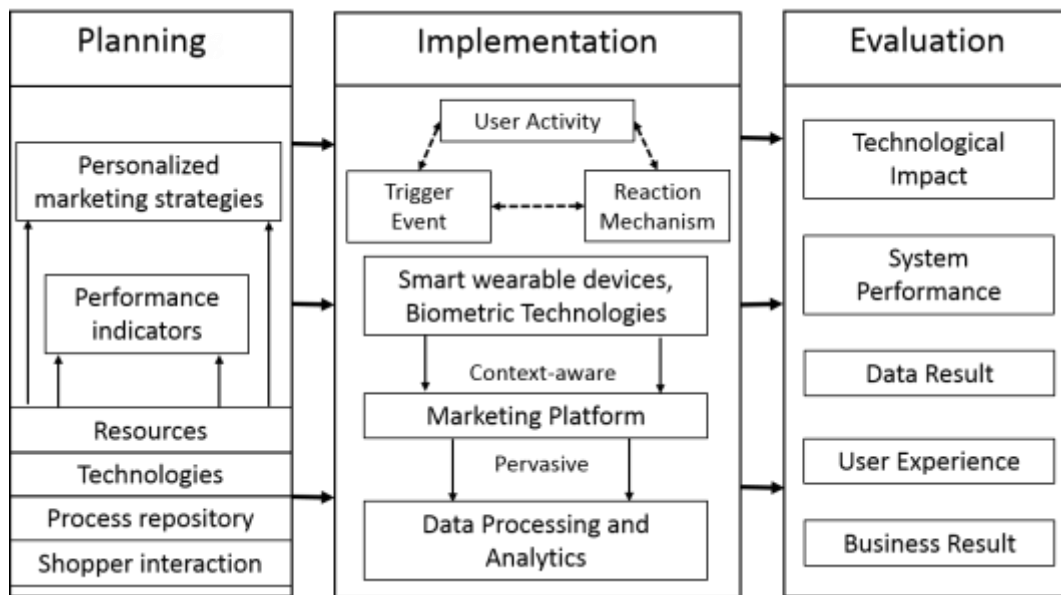 Planning
Personalized
marketing strategies
Performance
indicators
Resources
Technologies
Process repository
Shopper interaction
Implementation
User Activity
Trigger
Event
Reaction
Mechanism
Smart wearable devices,
Biometric Technologies
Context-aware
Marketing Platform
Pervasive
Data Processing and
Analytics
Evaluation
Technological
Impact
System
Performance
Data Result
User Experience
Business Result